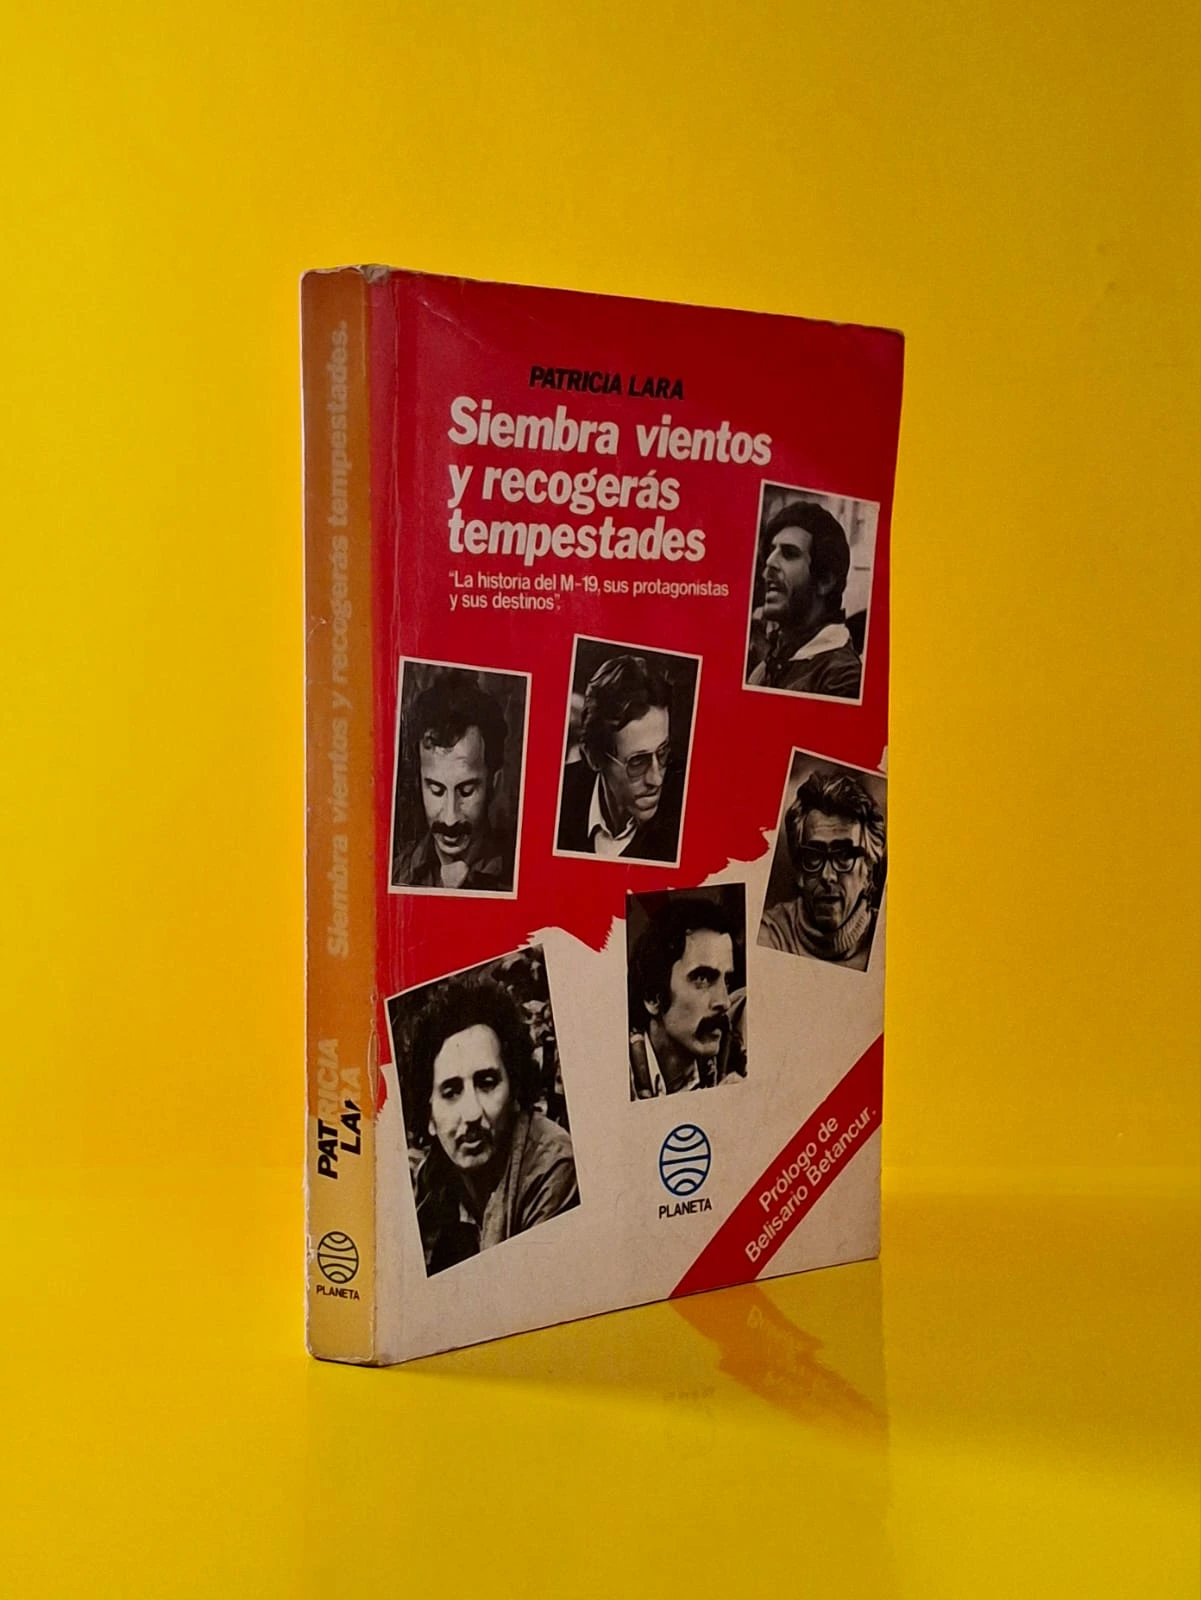 PATRICIA LARA
Siembra vientos
y recogerás
tempestades
"La historia del M-19, sus protagonistas
y sus destinos".
PLANETA
Prólogo de
Belisario Betancur.
Siembra vientos y recogerás tempestades.
PATRICIA
LARA
PLANETA